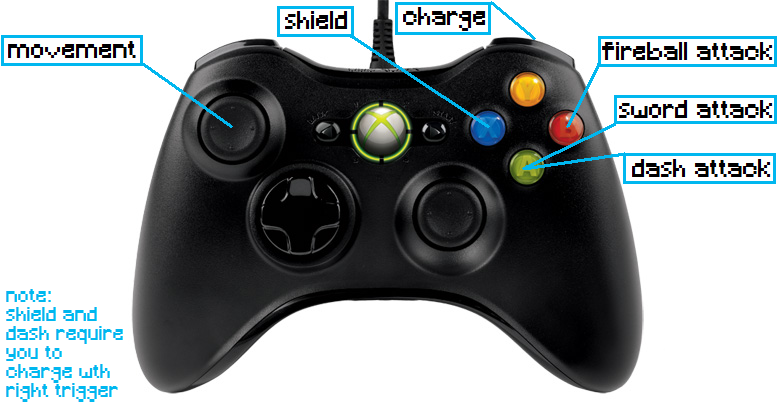 shield
charge
movement
fireball attack
sword attack
dash attack
Y
X
B
A
note:
shield and
dash require
you to
charge wth
right trigger